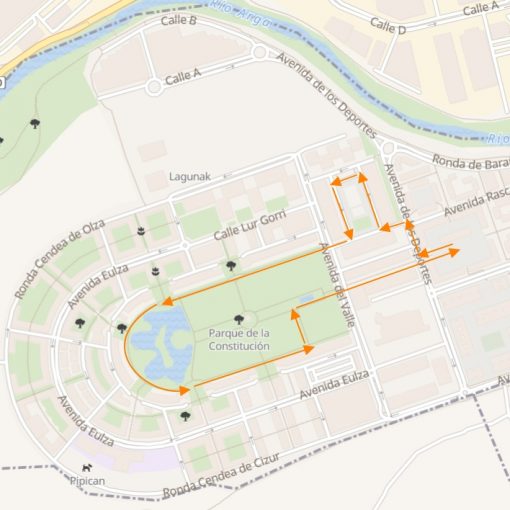 Calle B
Río Arga
Calle A
Calle D
Calle A
Avenida de los Deportes
Ronda de Bara
Lagunak
Avenida de los Deportes
Avenida Rasc
Ronda Cendea de Olza
Calle Lur Gorri
Avenida Eulza
Avenida del Valle
Parque de la
Constitución
Avenida Eulza
Avenida Eulza
Pipican
Ronda Cendea de Cizur